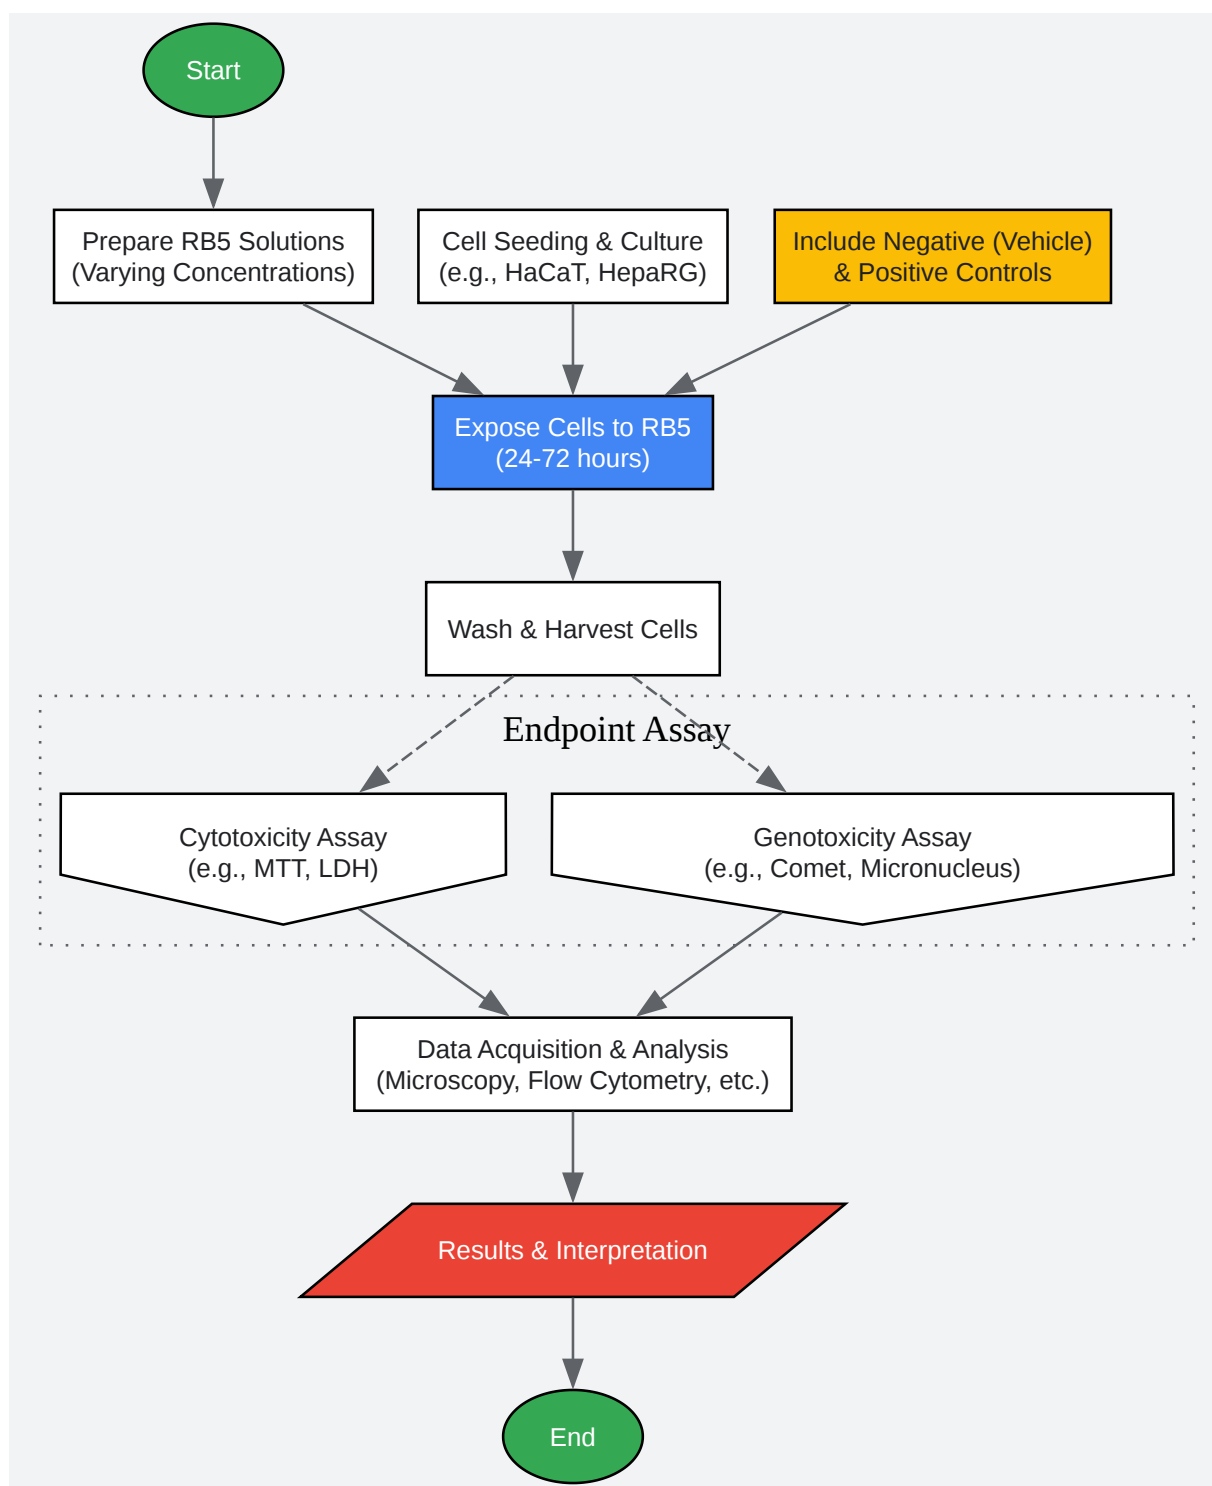 Start
Prepare RB5 Solutions
(Varying Concentrations)
Cell Seeding & Culture
(e.g., HaCaT, HepaRG)
Include Negative (Vehicle)
& Positive Controls
Expose Cells to RB5
(24-72 hours)
Wash & Harvest Cells
Endpoint Assay
Cytotoxicity Assay
(e.g., MTT, LDH)
Genotoxicity Assay
(e.g., Comet, Micronucleus)
Data Acquisition & Analysis
(Microscopy, Flow Cytometry, etc.)
Results & Interpretation
End